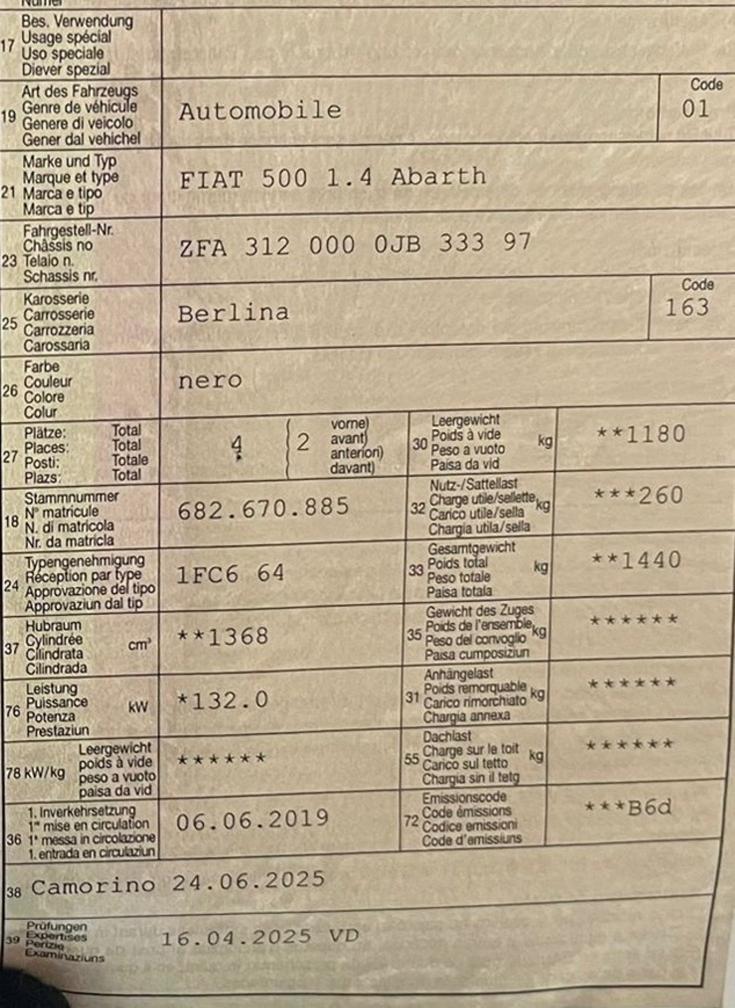 17 Bes. Verwendung
Usage spécial
Uso speciale
Diever spezial
19 Art des Fahrzeugs
Genre de véhicule
Genere di veicolo
Gener dal vehichel
Automobile
Code
01
21 Marke und Typ
Marque et type
Marca e tipo
Marca e tip
FIAT 500 1.4 Abarth
23 Fahrgestell-Nr.
Châssis no
Telaio n.
Schassis nr.
ZFA 312 000 0JB 333 97
25 Karosserie
Carrosserie
Carrozzeria
Carossaria
Berlina
Code
163
26 Farbe
Couleur
Colore
Colur
nero
27 Plätze: Total
Places: Total
Posti: Totale
Plazs: Total
4
2 vorne)
avant)
anterion)
davant)
30 Leergewicht
Poids à vide
Peso a vuoto
Paisa da vid
kg
**1180
18 Stammnummer
N° matricule
N. di matricola
Nr. da matricla
682.670.885
32 Nutz-/Sattellast
Charge utile/sellette
Carico utile/sella
Chargia utila/sella
kg
***260
24 Typengenehmigung
Réception par type
Approvazione del tipo
Approvaziun dal tip
1FC6 64
33 Gesamtgewicht
Poids total
Peso totale
Paisa totala
kg
**1440
37 Hubraum
Cylindrée
Cilindrata
Cilindrada
cm³
**1368
35 Gewicht des Zuges
Poids de l'ensemble
Peso del convoglio
Paisa cumposiziun
kg
******
76 Leistung
Puissance
Potenza
Prestaziun
kW
*132.0
31 Anhängelast
Poids remorquable
Carico rimorchiato
Chargia annexa
kg
******
78 kW/kg Leergewicht
poids à vide
peso a vuoto
paisa da vid
******
55 Dachlast
Charge sur le toit
Carico sul tetto
Chargia sin il tetg
kg
******
36 1. Inverkehrsetzung
1re mise en circulation
1a messa in circolazione
1. entrada en circulaziun
06.06.2019
72 Emissionscode
Code émissions
Codice emissioni
Code d'emissiuns
***B6d
38 Camorino 24.06.2025
39 Prüfungen
Expertises
Perizie
Examinaziuns
16.04.2025 VD